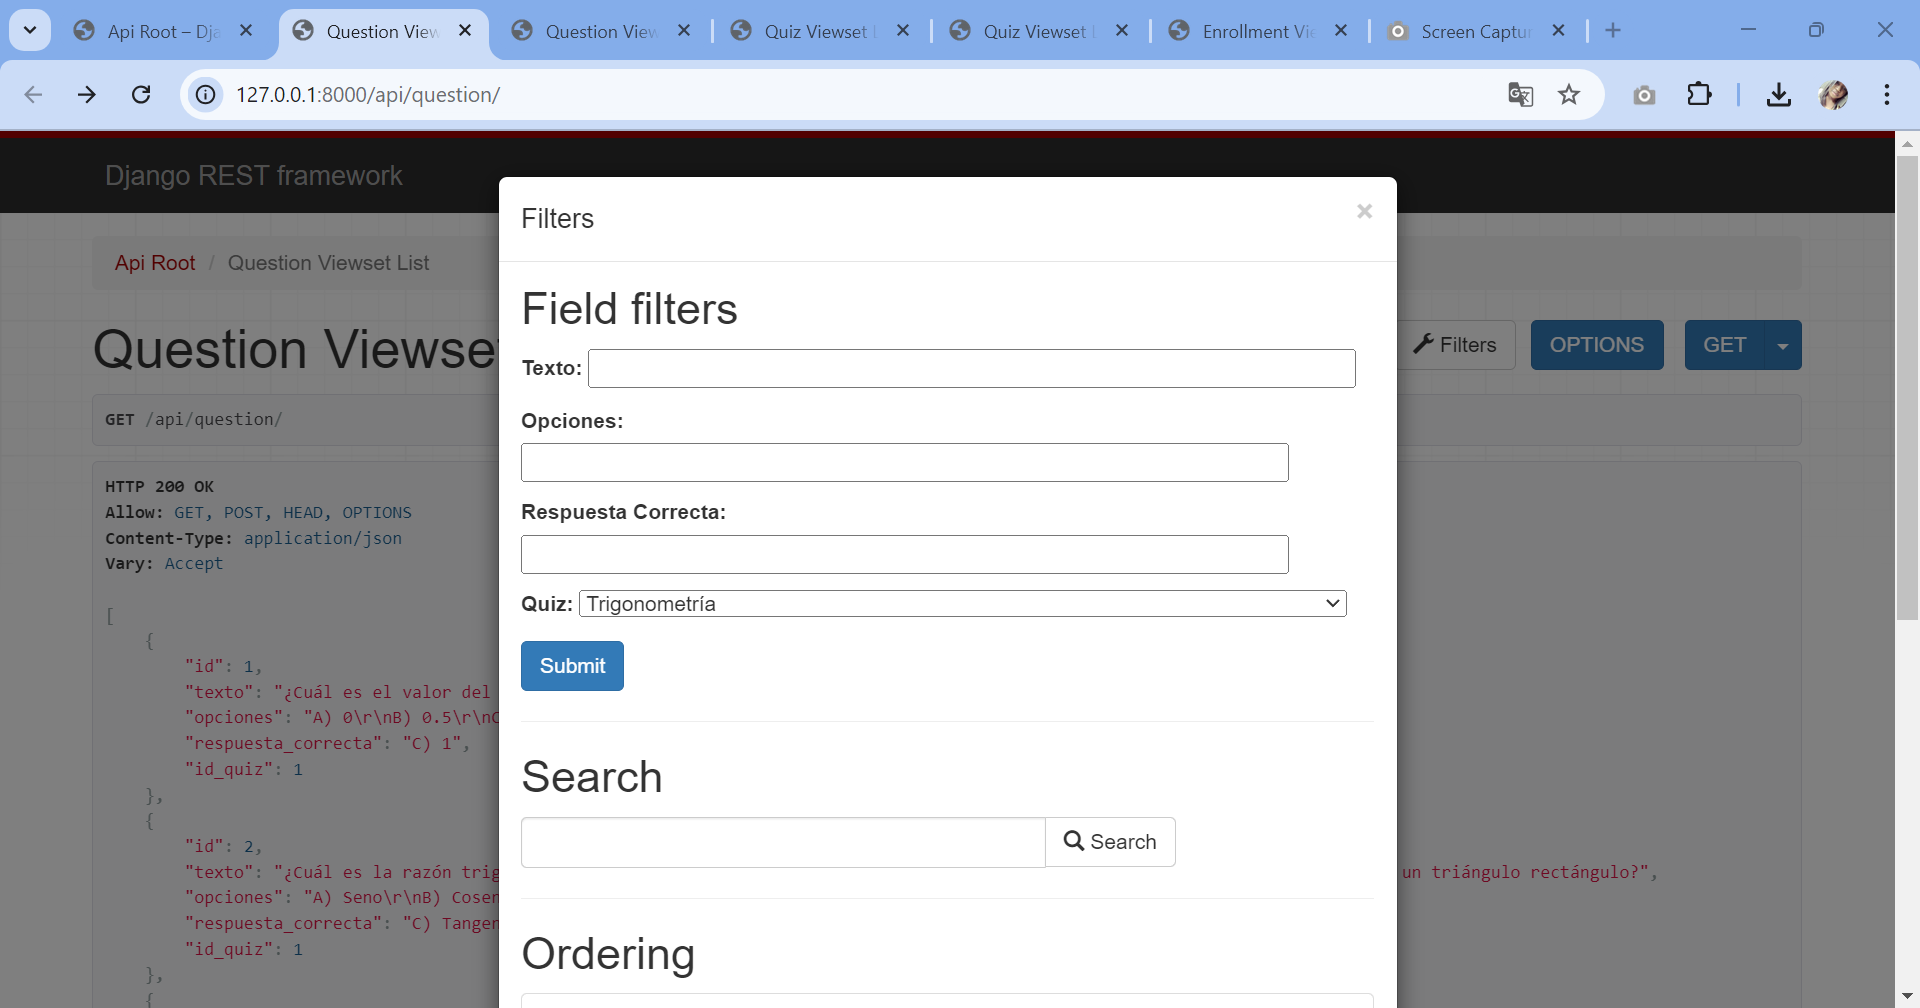 Api Root – Dja
Question View
Question View
Quiz Viewset L
Quiz Viewset L
Enrollment Vi
Screen Captur
127.0.0.1:8000/api/question/
Django REST framework
Api Root / Question Viewset List
Question Viewset
Filters
OPTIONS
GET
GET /api/question/
HTTP 200 OK
Allow: GET, POST, HEAD, OPTIONS
Content-Type: application/json
Vary: Accept
[
{
"id": 1,
"texto": "¿Cuál es el valor del
"opciones": "A) 0\r\nB) 0.5\r\nC
"respuesta_correcta": "C) 1",
"id_quiz": 1
},
{
"id": 2,
"texto": "¿Cuál es la razón trig un triángulo rectángulo?",
"opciones": "A) Seno\r\nB) Cosen
"respuesta_correcta": "C) Tangen
"id_quiz": 1
},
{
Filters
×
Field filters
Texto:
Opciones:
Respuesta Correcta:
Quiz: Trigonometría
Submit
Search
Search
Ordering